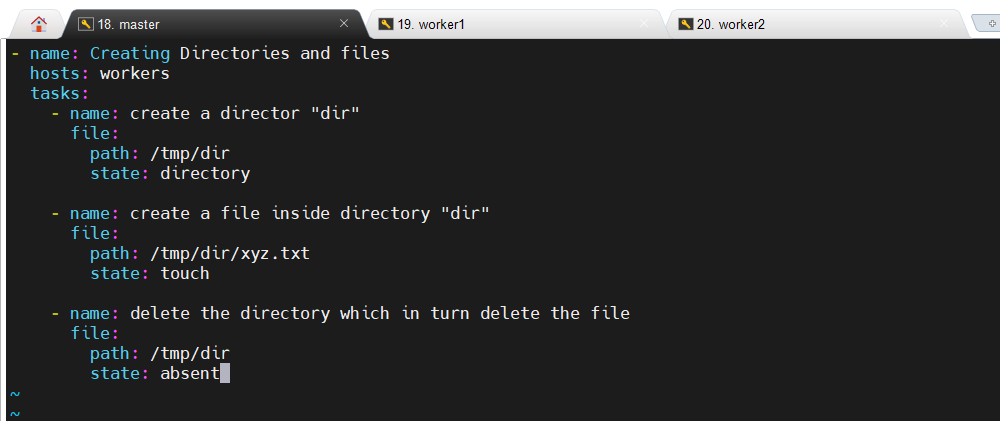 18. master
19. worker1
20. worker2
- name: Creating Directories and files
  hosts: workers
  tasks:
    - name: create a director "dir"
      file:
        path: /tmp/dir
        state: directory

    - name: create a file inside directory "dir"
      file:
        path: /tmp/dir/xyz.txt
        state: touch

    - name: delete the directory which in turn delete the file
      file:
        path: /tmp/dir
        state: absent
~
~